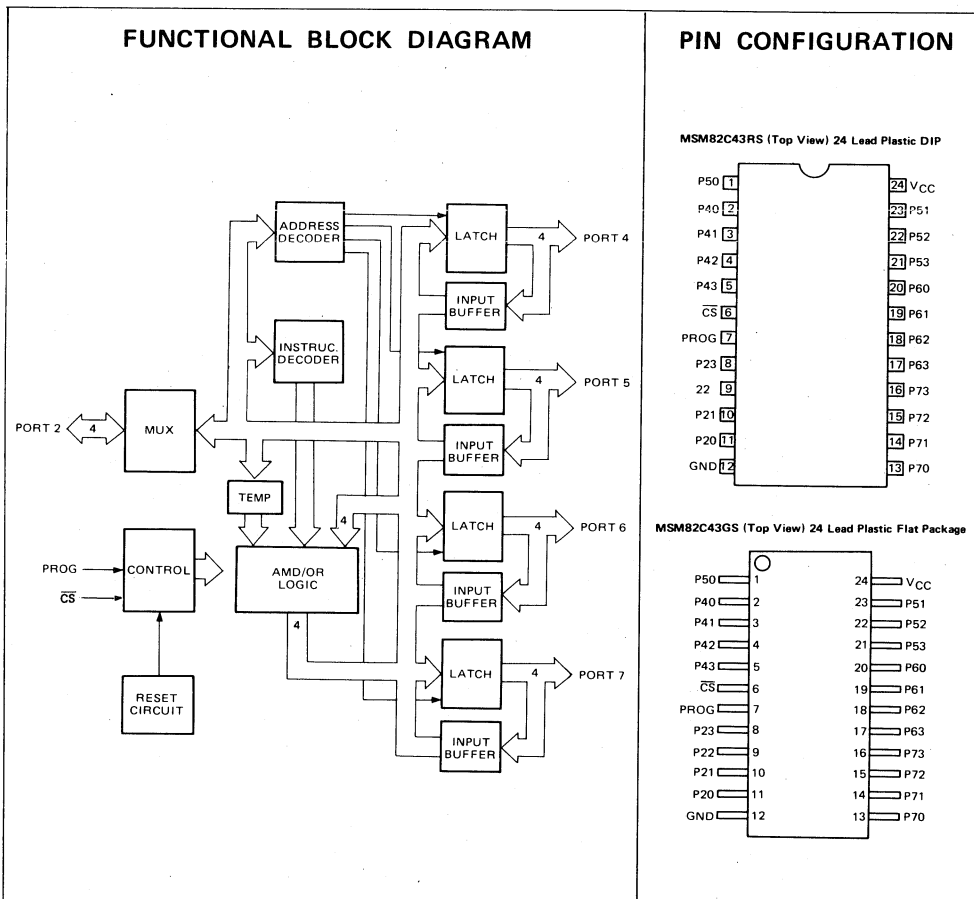 FUNCTIONAL BLOCK DIAGRAM
ADDRESS
DECODER
LATCH
4
PORT 4
INPUT
BUFFER
INSTRUC.
DECODER
LATCH
4
PORT 5
PORT 2
4
MUX
INPUT
BUFFER
TEMP
4
LATCH
4
PORT 6
PROG
CS
CONTROL
AMD/OR
LOGIC
4
INPUT
BUFFER
LATCH
4
PORT 7
RESET
CIRCUIT
INPUT
BUFFER
PIN CONFIGURATION
MSM82C43RS (Top View) 24 Lead Plastic DIP
P50 1 24 VCC
P40 2 23 P51
P41 3 22 P52
P42 4 21 P53
P43 5 20 P60
CS 6 19 P61
PROG 7 18 P62
P23 8 17 P63
22 9 16 P73
P21 10 15 P72
P20 11 14 P71
GND 12 13 P70
MSM82C43GS (Top View) 24 Lead Plastic Flat Package
P50 1 24 VCC
P40 2 23 P51
P41 3 22 P52
P42 4 21 P53
P43 5 20 P60
CS 6 19 P61
PROG 7 18 P62
P23 8 17 P63
P22 9 16 P73
P21 10 15 P72
P20 11 14 P71
GND 12 13 P70